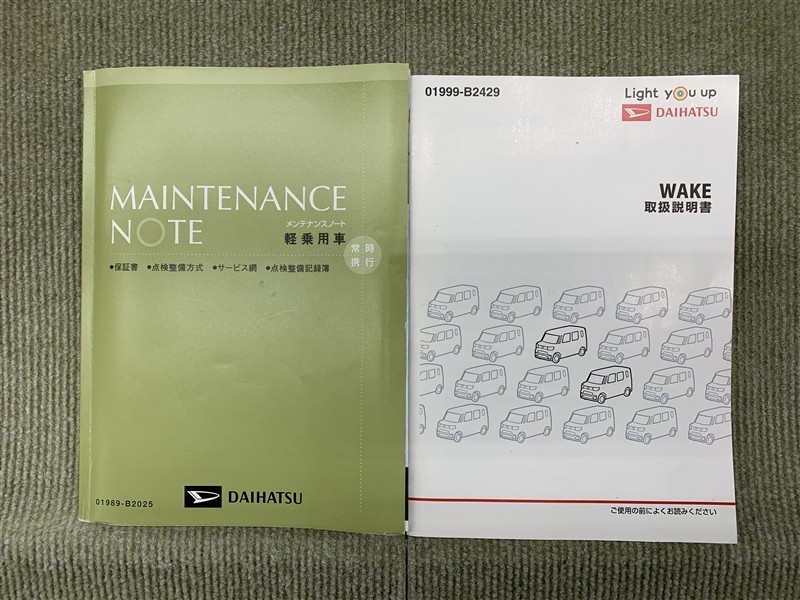 MAINTENANCE
NOTE
メンテナンスノート
軽乗用車
常時
携行
●保証書 ●点検整備方式 ●サービス網 ●点検整備記録簿
01989-B2025
DAIHATSU
01999-B2429
Light you up
DAIHATSU
WAKE
取扱説明書
ご使用の前によくお読みください